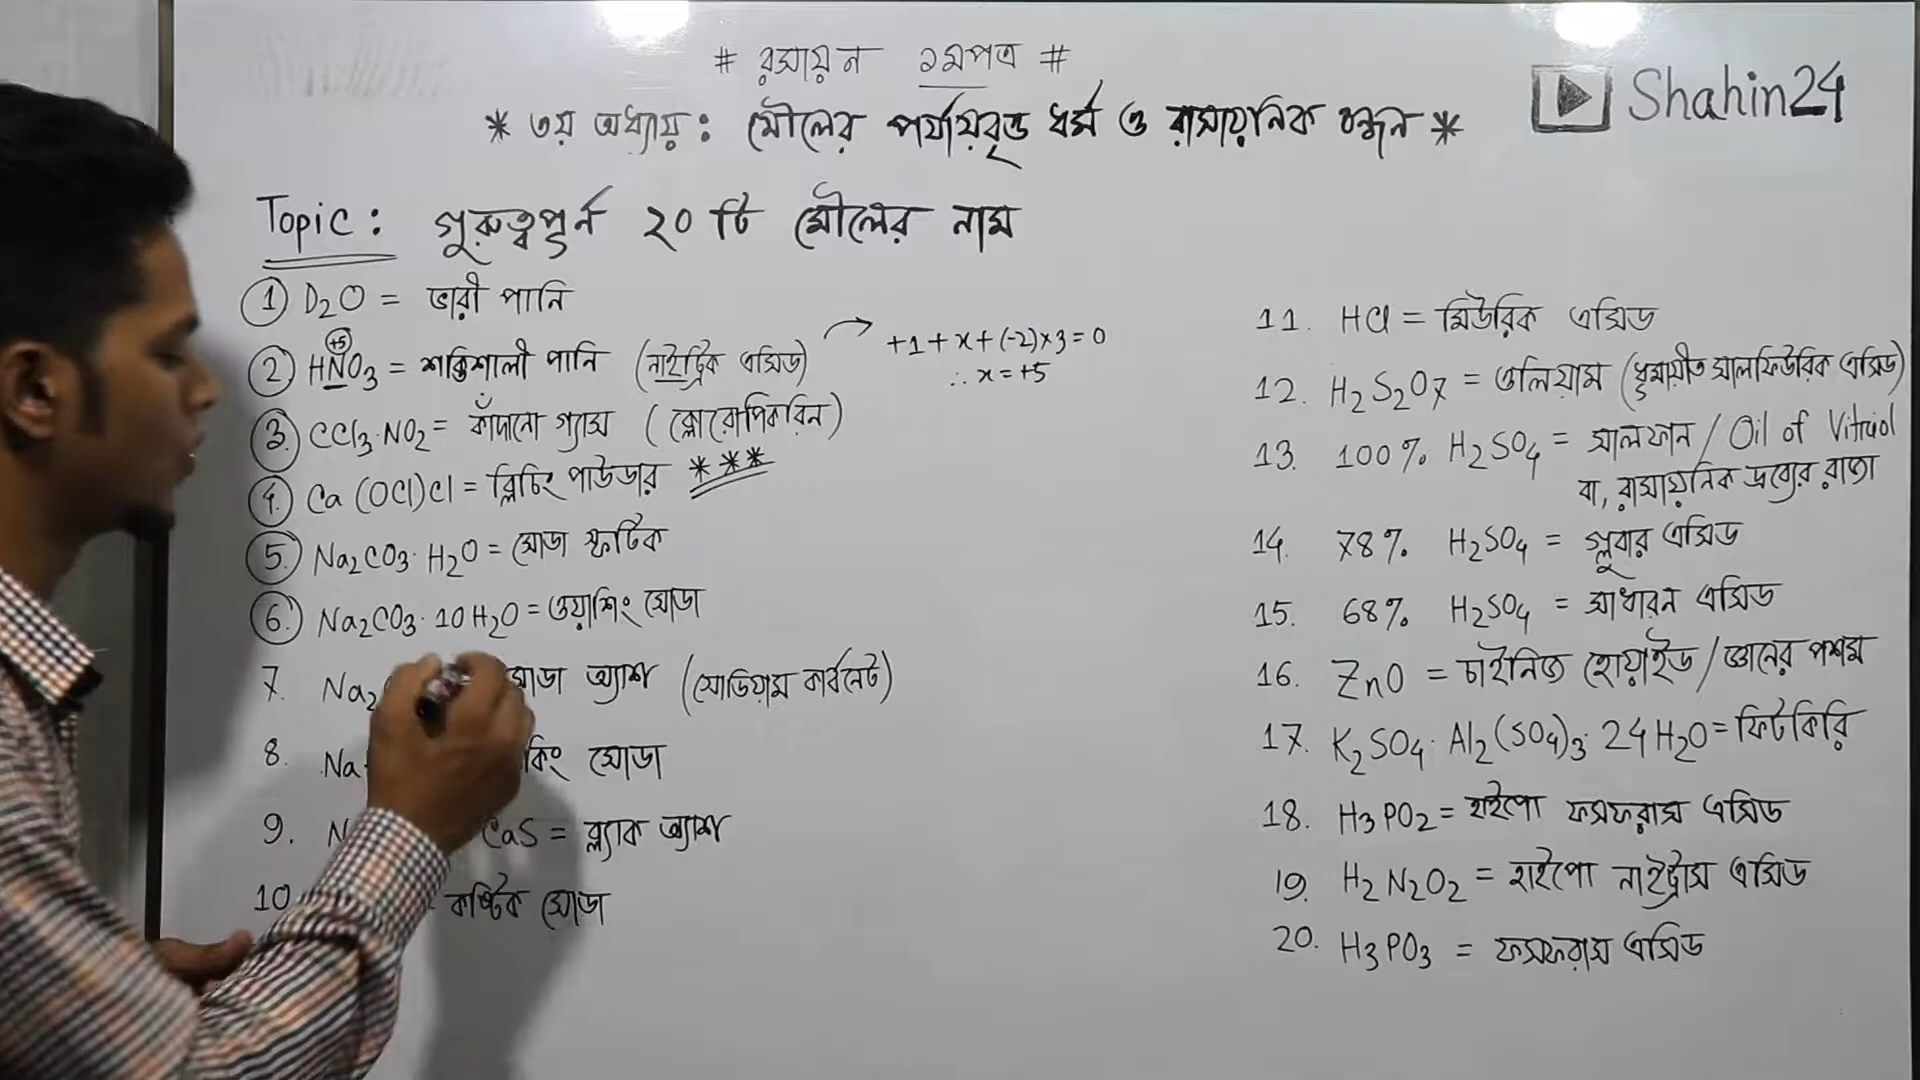 # রসায়ন ১মপত্র #
Shahin24
* ৩য় অধ্যায় : মৌলের পর্যায়বৃত্ত ধর্ম ও রাসায়নিক বন্ধন *
Topic : গুরুত্বপূর্ন ২০ টি মৌলের নাম
1 D2O = ভারী পানি
+5
2 HNO3 = শক্তিশালী পানি (নাইট্রিক এসিড)
+1 + x + (-2)×3 = 0
∴ x = +5
3. CCl3·NO2 = কাঁদানো গ্যাস (ক্লোরোপিকরিন)
4. Ca (OCl)Cl = ব্লিচিং পাউডার ***
5. Na2CO3· H2O = সোডা স্ফটিক
6. Na2CO3· 10H2O = ওয়াশিং সোডা
7. Na2 সোডা অ্যাশ (সোডিয়াম কার্বনেট)
8. Na কিং সোডা
9. N CaS = ব্ল্যাক অ্যাশ
10 কষ্টিক সোডা
11. HCl = মিউরিক এসিড
12. H2S2O7 = ওলিয়াম (ধূমায়ীত সালফিউরিক এসিড)
13. 100% H2SO4 = সালফান / Oil of Vitriol
বা, রাসায়নিক দ্রব্যের রাজা
14. 78% H2SO4 = গ্লুবার এসিড
15. 68% H2SO4 = সাধারন এসিড
16. ZnO = চাইনিজ হোয়াইড / জ্ঞানের পশম
17. K2SO4· Al2(SO4)3· 24H2O = ফিটকিরি
18. H3PO2 = হাইপো ফসফরাস এসিড
19. H2N2O2 = হাইপো নাইট্রাস এসিড
20. H3PO3 = ফসফরাস এসিড